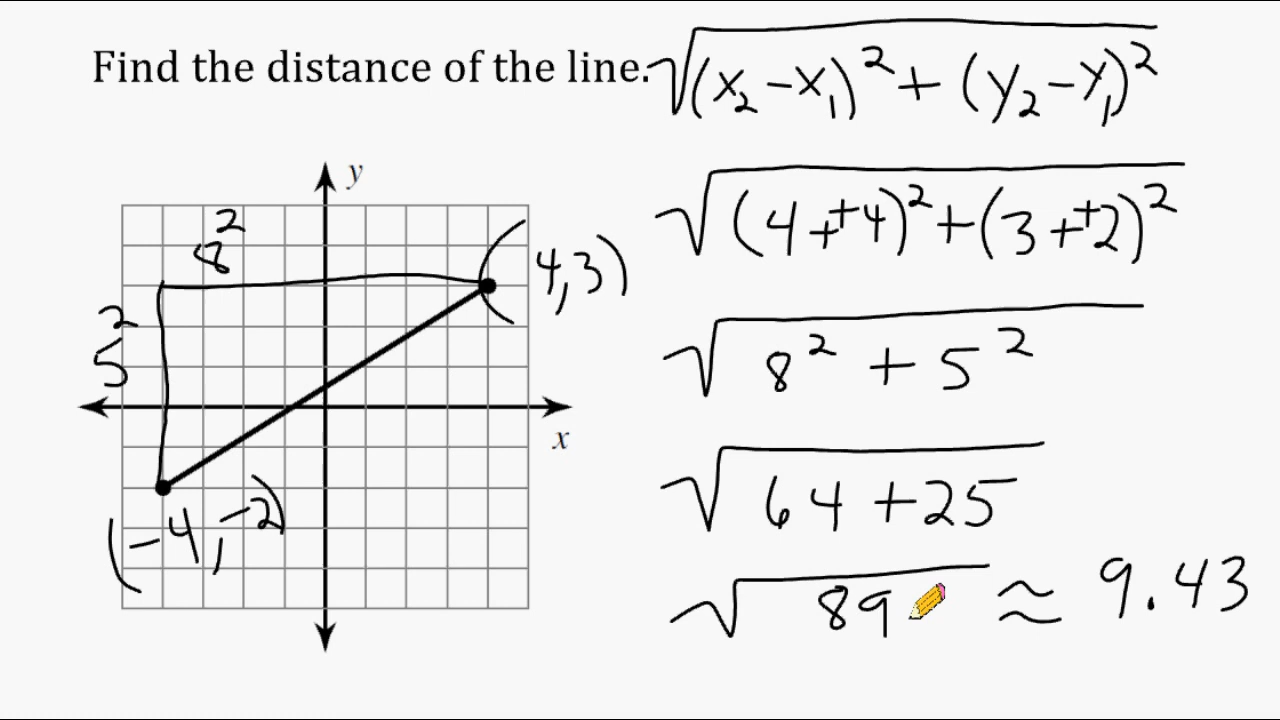 Find the distance of the line.
√(x₂-x₁)² + (y₂-y₁)²
y
8²
(4,3)
√(4++4)²+(3++2)²
5²
√8² + 5²
x
(-4,-2)
√64+25
√89 ≈ 9.43